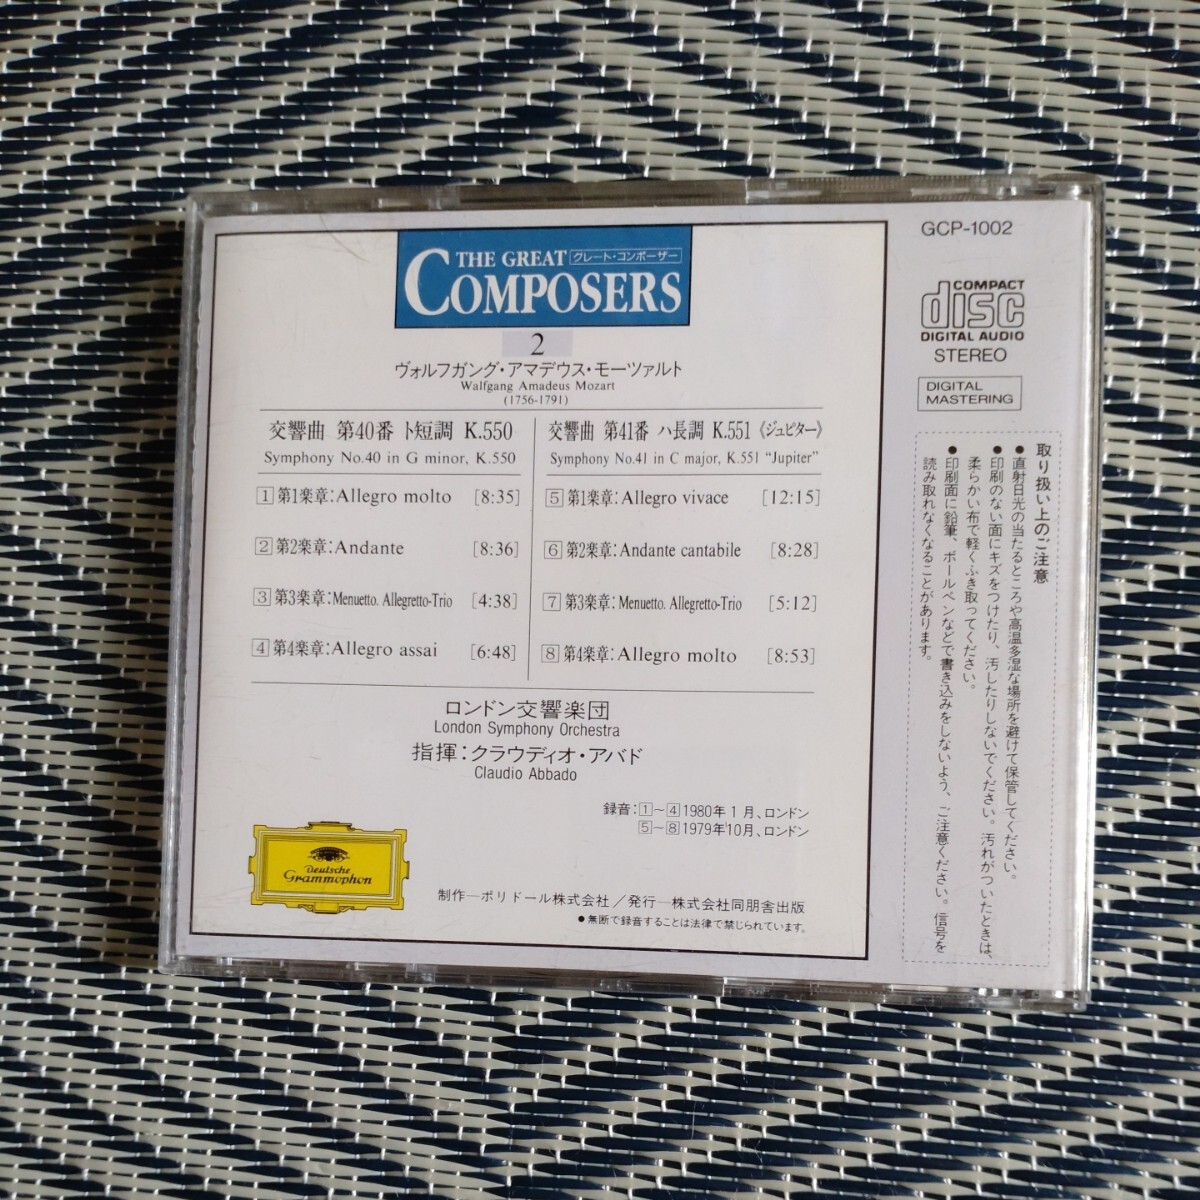 THE GREAT グレート・コンポーザー
COMPOSERS
2
ヴォルフガング・アマデウス・モーツァルト
Walfgang Amadeus Mozart
(1756-1791)
交響曲 第40番 ト短調 K.550
Symphony No.40 in G minor, K.550
1 第1楽章:Allegro molto [8:35]
2 第2楽章:Andante [8:36]
3 第3楽章:Menuetto. Allegretto-Trio [4:38]
4 第4楽章:Allegro assai [6:48]
交響曲 第41番 ハ長調 K.551《ジュピター》
Symphony No.41 in C major, K.551 "Jupiter"
5 第1楽章:Allegro vivace [12:15]
6 第2楽章:Andante cantabile [8:28]
7 第3楽章:Menuetto. Allegretto-Trio [5:12]
8 第4楽章:Allegro molto [8:53]
ロンドン交響楽団
London Symphony Orchestra
指揮:クラウディオ・アバド
Claudio Abbado
録音:1~4 1980年1月、ロンドン
5~8 1979年10月、ロンドン
Deutsche
Grammophon
制作―ポリドール株式会社/発行―株式会社同朋舎出版
●無断で録音することは法律で禁じられています。
GCP-1002
COMPACT
disc
DIGITAL AUDIO
STEREO
DIGITAL
MASTERING
取り扱い上のご注意
●直射日光の当たるところや高温多湿な場所を避けて保管してください。
●印刷のない面にキズをつけたり、汚したりしないでください。汚れがついたときは、
柔らかい布で軽くふき取ってください。
●印刷面に鉛筆、ボールペンなどで書き込みをしないよう、ご注意ください。信号を
読み取れなくなることがあります。